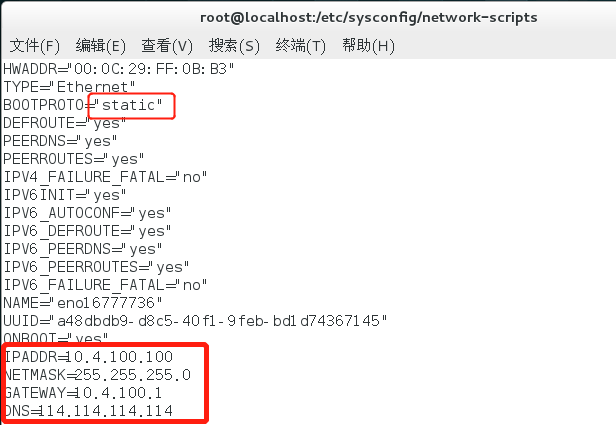 root@localhost:/etc/sysconfig/network-scripts
文件(F) 编辑(E) 查看(V) 搜索(S) 终端(T) 帮助(H)
HWADDR="00:0C:29:FF:0B:B3"
TYPE="Ethernet"
BOOTPROTO="static"
DEFROUTE="yes"
PEERDNS="yes"
PEERROUTES="yes"
IPV4_FAILURE_FATAL="no"
IPV6INIT="yes"
IPV6_AUTOCONF="yes"
IPV6_DEFROUTE="yes"
IPV6_PEERDNS="yes"
IPV6_PEERROUTES="yes"
IPV6_FAILURE_FATAL="no"
NAME="eno16777736"
UUID="a48dbdb9-d8c5-40f1-9feb-bd1d74367145"
ONBOOT="yes"
IPADDR=10.4.100.100
NETMASK=255.255.255.0
GATEWAY=10.4.100.1
DNS=114.114.114.114